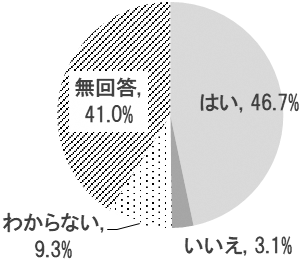 無回答,
41.0%
はい, 46.7%
わからない,
9.3%
いいえ, 3.1%